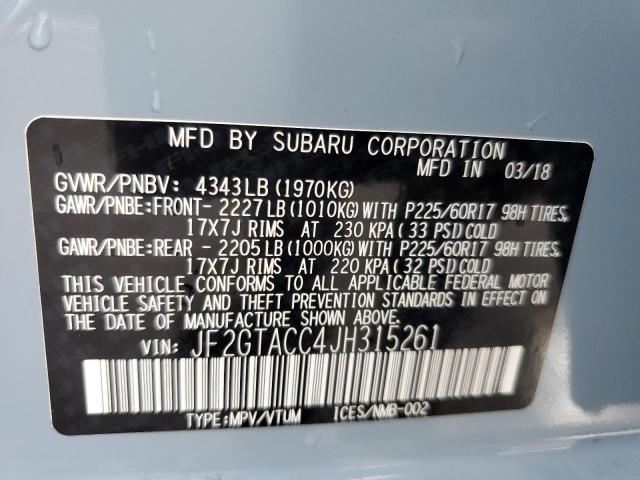 MFD BY SUBARU CORPORATION
MFD IN 03/18
GVWR/PNBV: 4343LB (1970KG)
GAWR/PNBE:FRONT- 2227LB (1010KG) WITH P225/60R17 98H TIRES,
17X7J RIMS AT 230 KPA (33 PSI) COLD
GAWR/PNBE:REAR - 2205LB (1000KG) WITH P225/60R17 98H TIRES,
17X7J RIMS AT 220 KPA (32 PSI) COLD
THIS VEHICLE CONFORMS TO ALL APPLICABLE FEDERAL MOTOR
VEHICLE SAFETY AND THEFT PREVENTION STANDARDS IN EFFECT ON
THE DATE OF MANUFACTURE SHOWN ABOVE.
VIN: JF2GTACC4JH315261
TYPE:MPV/VTUM ICES/NMB-002